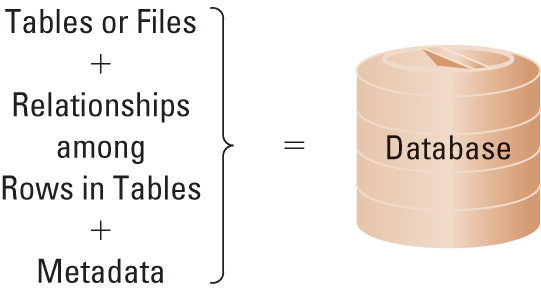 Tables or Files
+
Relationships
among
Rows in Tables
+
Metadata
=
Database